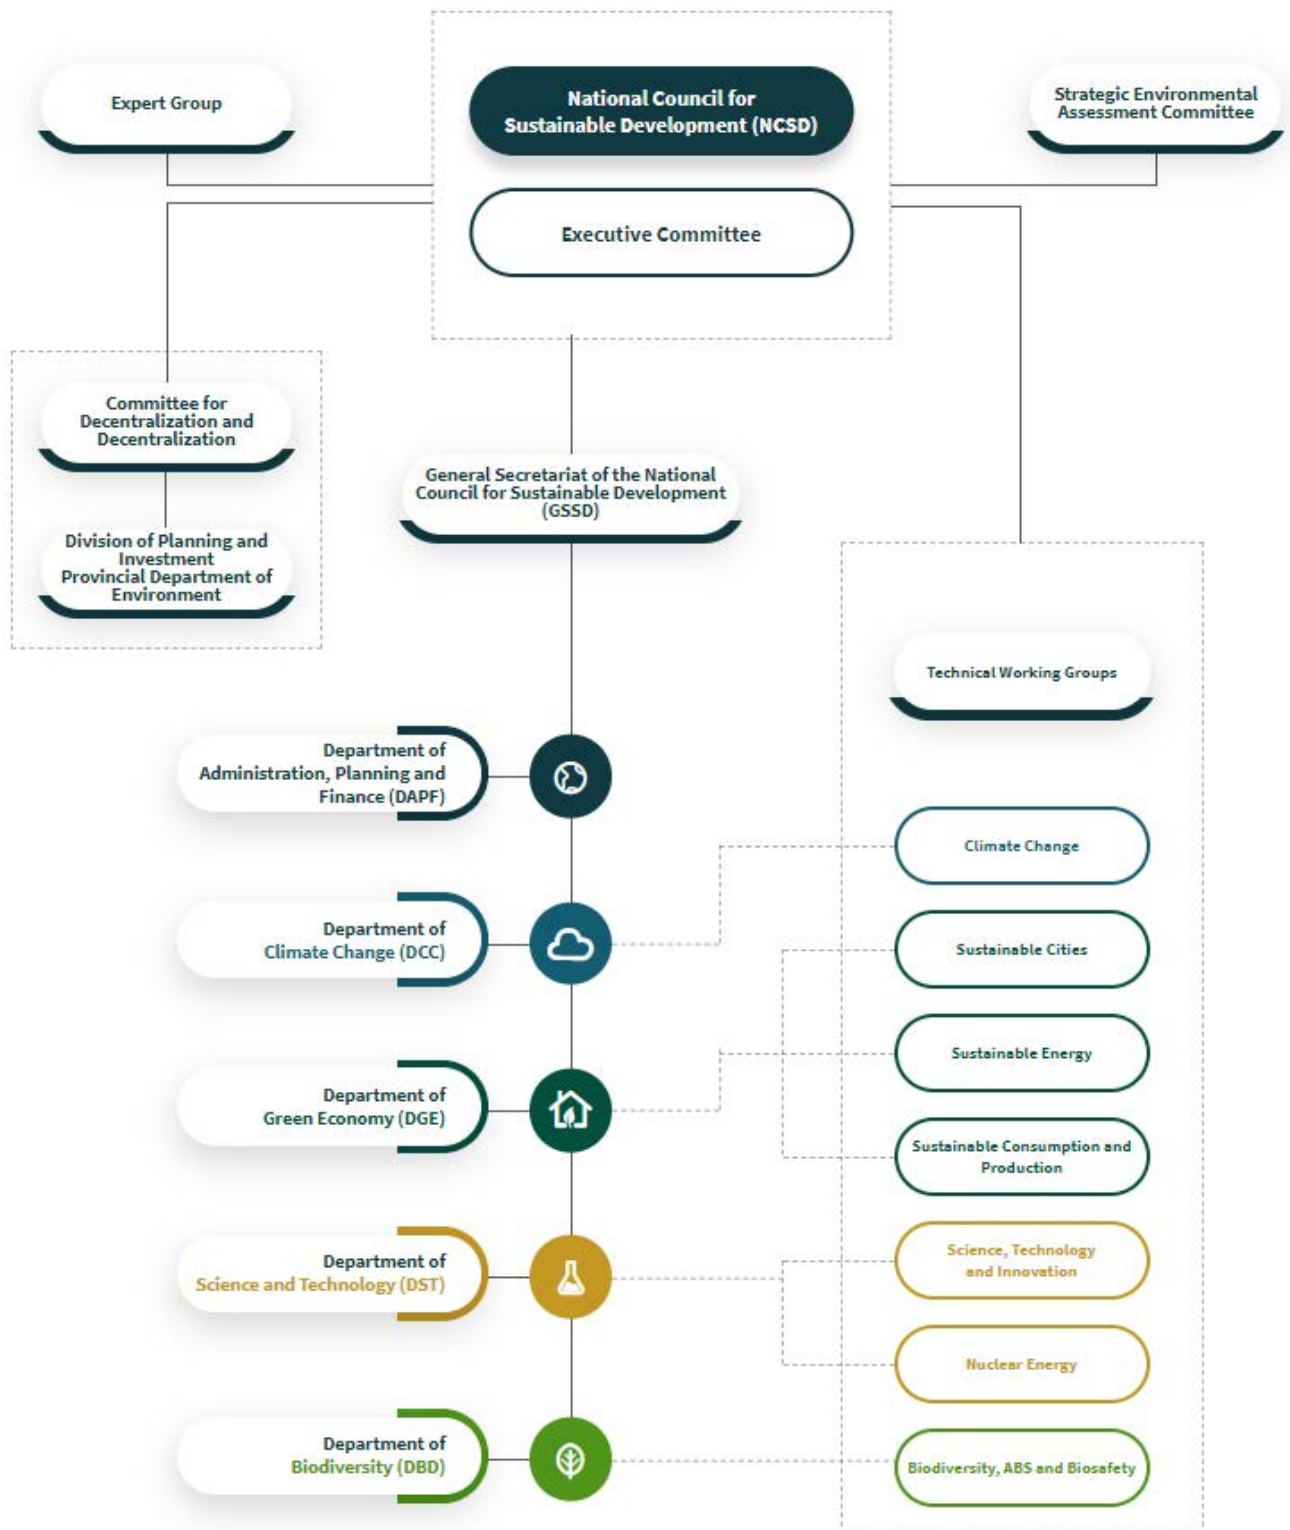 Expert Group
National Council for
Sustainable Development (NCSD)
Strategic Environmental
Assessment Committee
Executive Committee
Committee for
Decentralization and
Decentralization
Division of Planning and
Investment
Provincial Department of
Environment
General Secretariat of the National
Council for Sustainable Development
(GSSD)
Technical Working Groups
Department of
Administration, Planning and
Finance (DAPF)
Climate Change
Department of
Climate Change (DCC)
Sustainable Cities
Sustainable Energy
Department of
Green Economy (DGE)
Sustainable Consumption and
Production
Science, Technology
and Innovation
Department of
Science and Technology (DST)
Nuclear Energy
Department of
Biodiversity (DBD)
Biodiversity, ABS and Biosafety